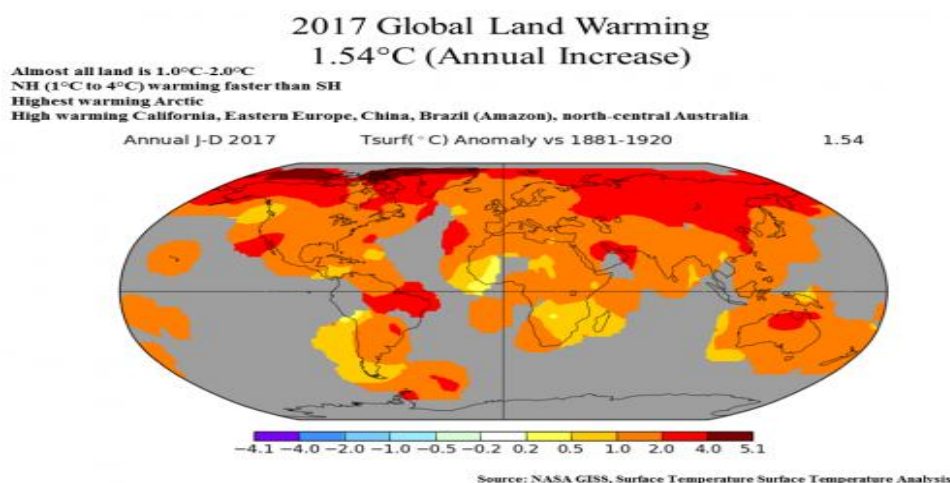 2017 Global Land Warming
1.54°C (Annual Increase)
Almost all land is 1.0°C-2.0°C
NH (1°C to 4°C) warming faster than SH
Highest warming Arctic
High warming California, Eastern Europe, China, Brazil (Amazon), north-central Australia
Annual J-D 2017 Tsurf(°C) Anomaly vs 1881-1920 1.54
-4.1 -4.0 -2.0 -1.0 -0.5 -0.2 0.2 0.5 1.0 2.0 4.0 5.1
Source: NASA GISS, Surface Temperature Surface Temperature Analysis